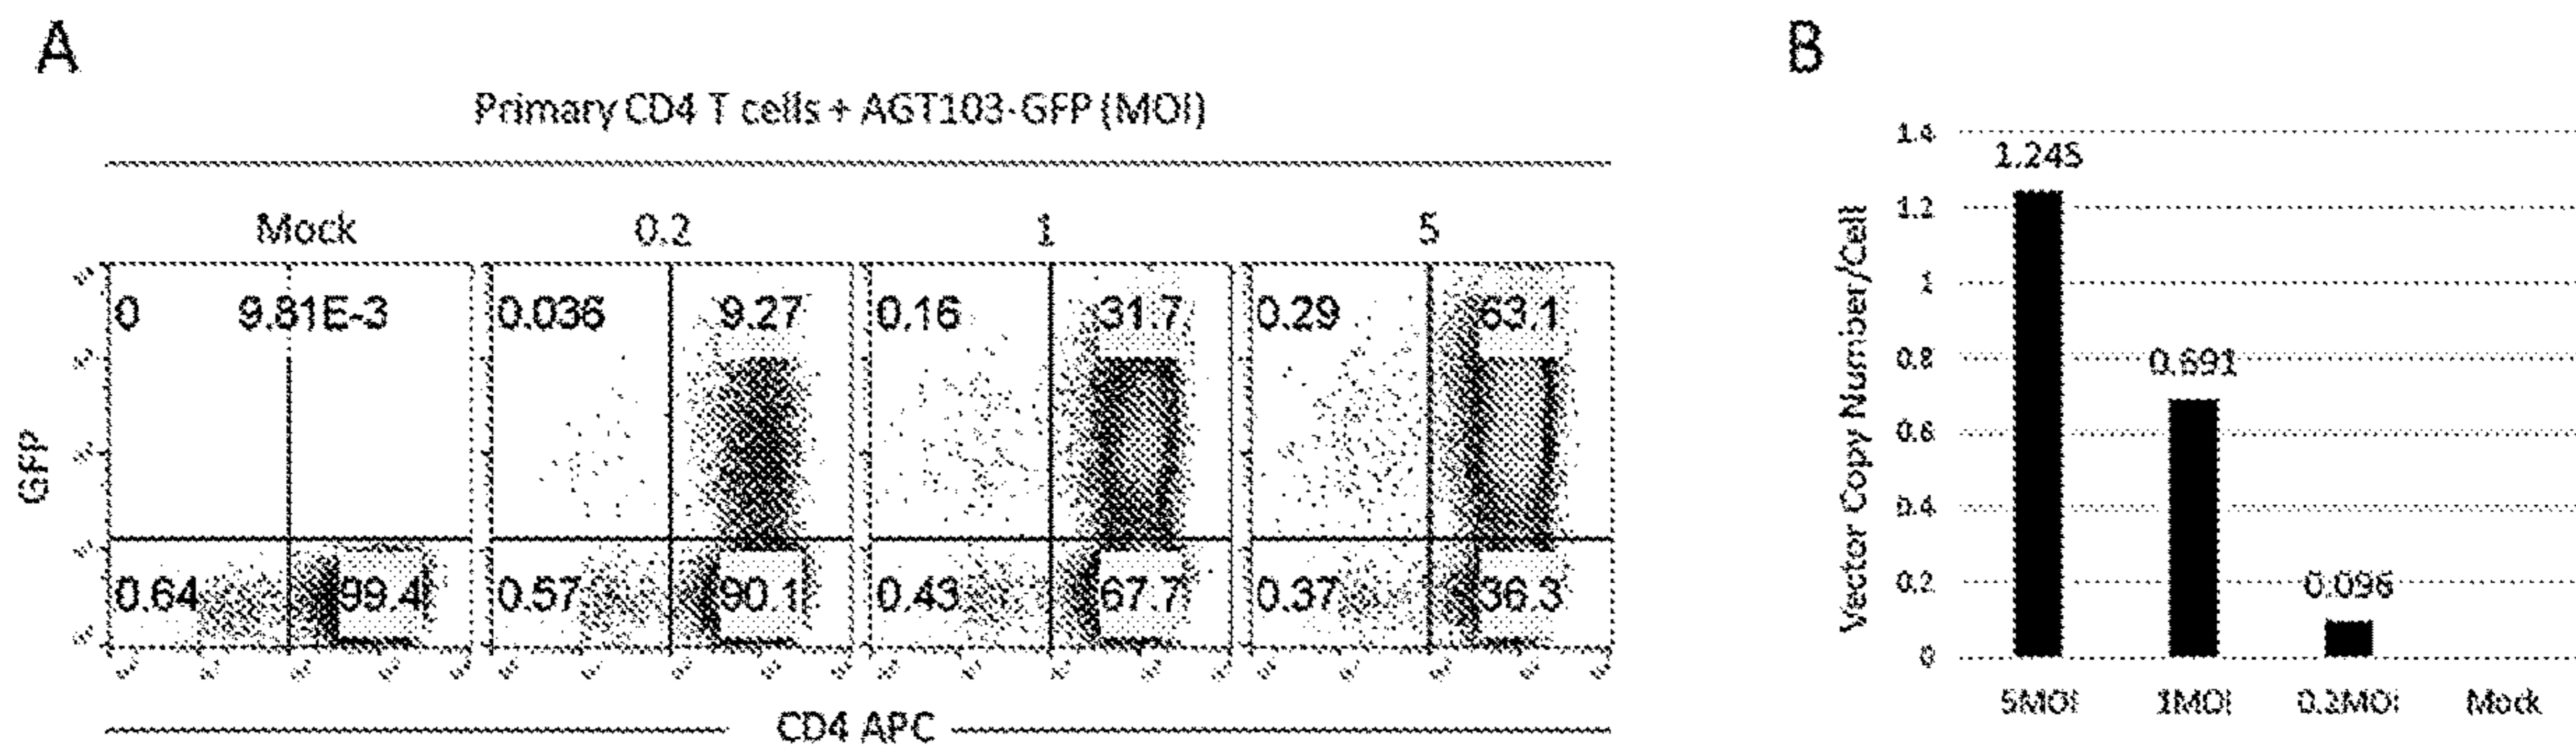 A
Primary CD4 T cells + AGT103-GFP (MOI)
Mock 0.2 1 5
0 9.81E-3 0.036 9.27 0.16 31.7 0.29 63.1
GFP
0.64 99.4 0.57 90.1 0.43 67.7 0.37 36.3
CD4 APC
B
Vector Copy Number/Cell
1.4
1.2
1
0.8
0.6
0.4
0.2
0
1.245
0.691
0.096
5MOI 1MOI 0.2MOI Mock